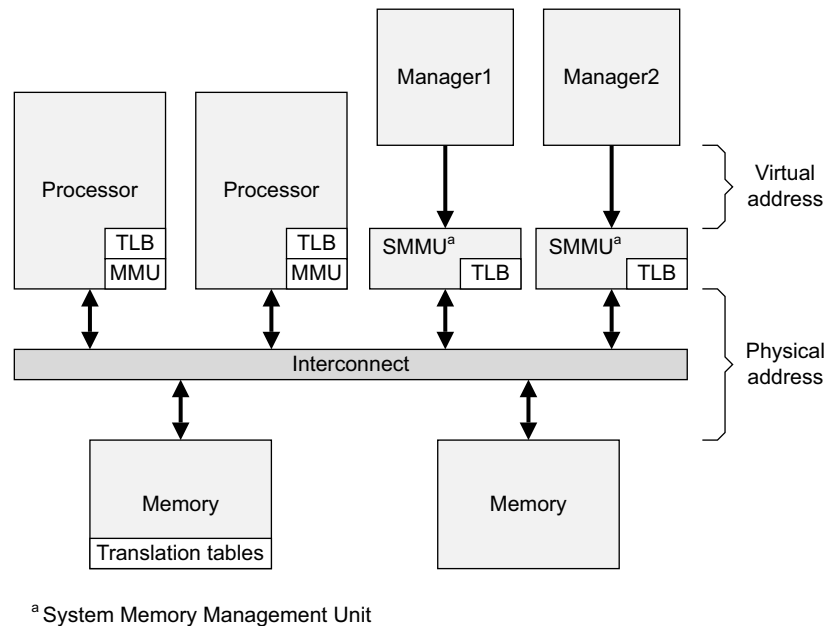 Manager1
Manager2
Processor
Processor
Virtual
address
TLB
MMU
TLB
MMU
SMMUᵃ
TLB
SMMUᵃ
TLB
Interconnect
Physical
address
Memory
Translation tables
Memory
ᵃ System Memory Management Unit